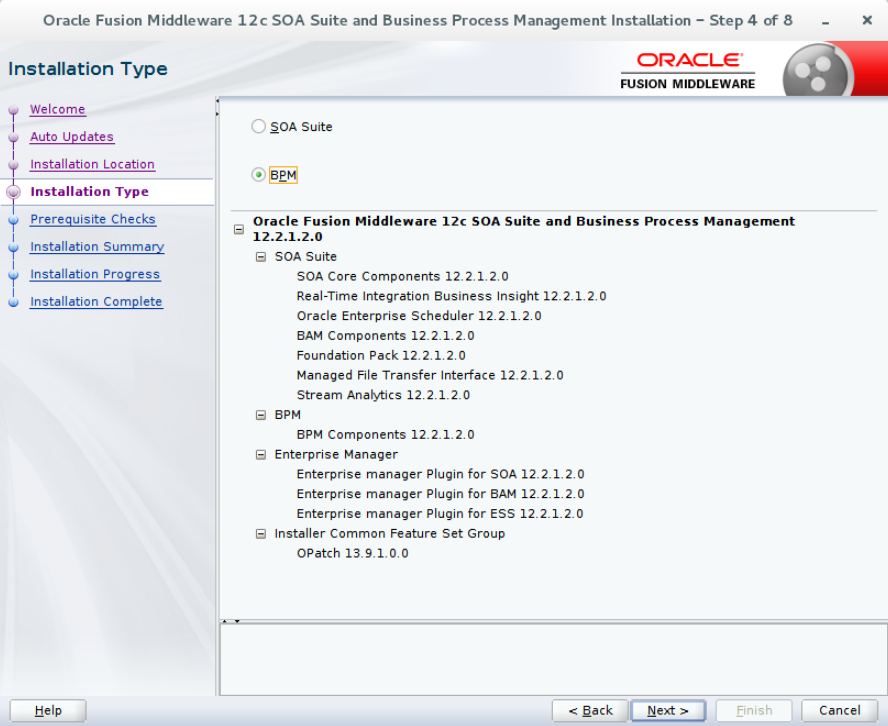 Oracle Fusion Middleware 12c SOA Suite and Business Process Management Installation – Step 4 of 8
Installation Type
ORACLE
FUSION MIDDLEWARE
Welcome
Auto Updates
Installation Location
Installation Type
Prerequisite Checks
Installation Summary
Installation Progress
Installation Complete
SOA Suite
BPM
Oracle Fusion Middleware 12c SOA Suite and Business Process Management
12.2.1.2.0
SOA Suite
SOA Core Components 12.2.1.2.0
Real-Time Integration Business Insight 12.2.1.2.0
Oracle Enterprise Scheduler 12.2.1.2.0
BAM Components 12.2.1.2.0
Foundation Pack 12.2.1.2.0
Managed File Transfer Interface 12.2.1.2.0
Stream Analytics 12.2.1.2.0
BPM
BPM Components 12.2.1.2.0
Enterprise Manager
Enterprise manager Plugin for SOA 12.2.1.2.0
Enterprise manager Plugin for BAM 12.2.1.2.0
Enterprise manager Plugin for ESS 12.2.1.2.0
Installer Common Feature Set Group
OPatch 13.9.1.0.0
Help
< Back
Next >
Finish
Cancel